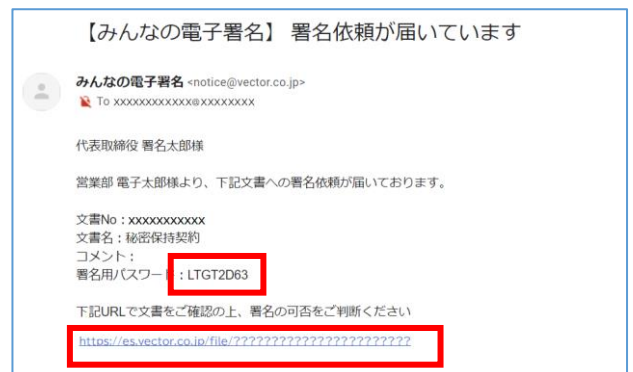 【みんなの電子署名】 署名依頼が届いています
みんなの電子署名 <notice@vector.co.jp>
To xxxxxxxxxxxx@xxxxxxxx
代表取締役 署名太郎様
営業部 電子太郎様より、下記文書への署名依頼が届いております。
文書No：xxxxxxxxxxx
文書名：秘密保持契約
コメント：
署名用パスワード：LTGT2D63
下記URLで文書をご確認の上、署名の可否をご判断ください
https://es.vector.co.jp/file/???????????????????????